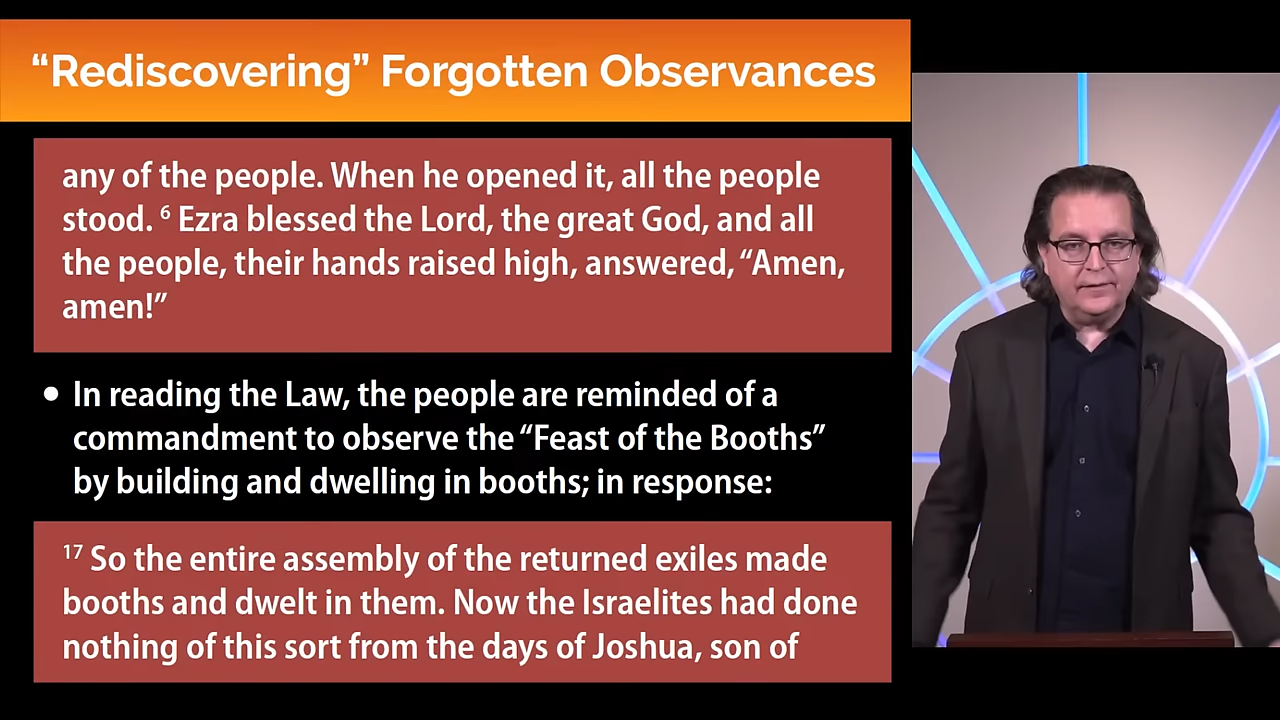 “Rediscovering” Forgotten Observances
any of the people. When he opened it, all the people
stood. ⁶ Ezra blessed the Lord, the great God, and all
the people, their hands raised high, answered, “Amen,
amen!”
• In reading the Law, the people are reminded of a
commandment to observe the “Feast of the Booths”
by building and dwelling in booths; in response:
¹⁷ So the entire assembly of the returned exiles made
booths and dwelt in them. Now the Israelites had done
nothing of this sort from the days of Joshua, son of